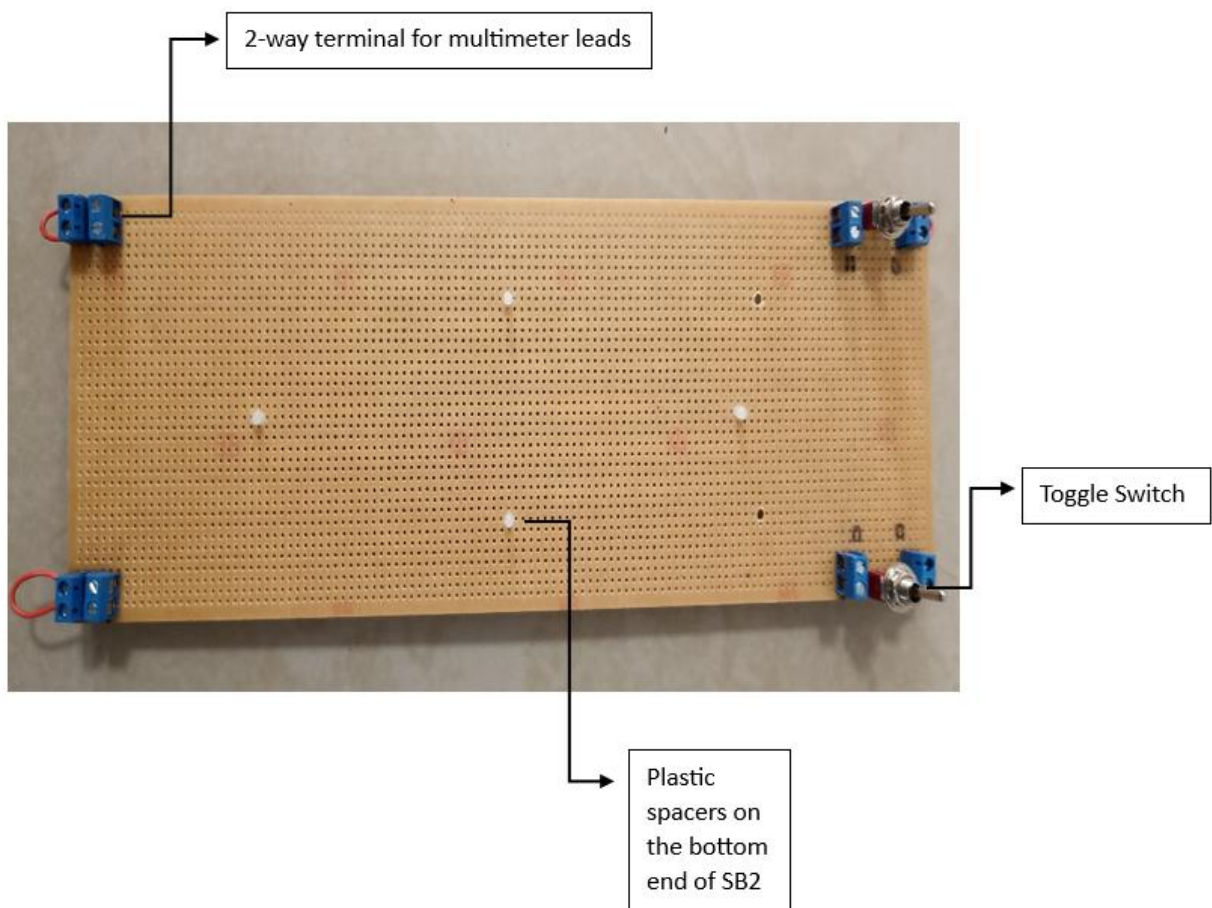 2-way terminal for multimeter leads
Toggle Switch
Plastic
spacers on
the bottom
end of SB2